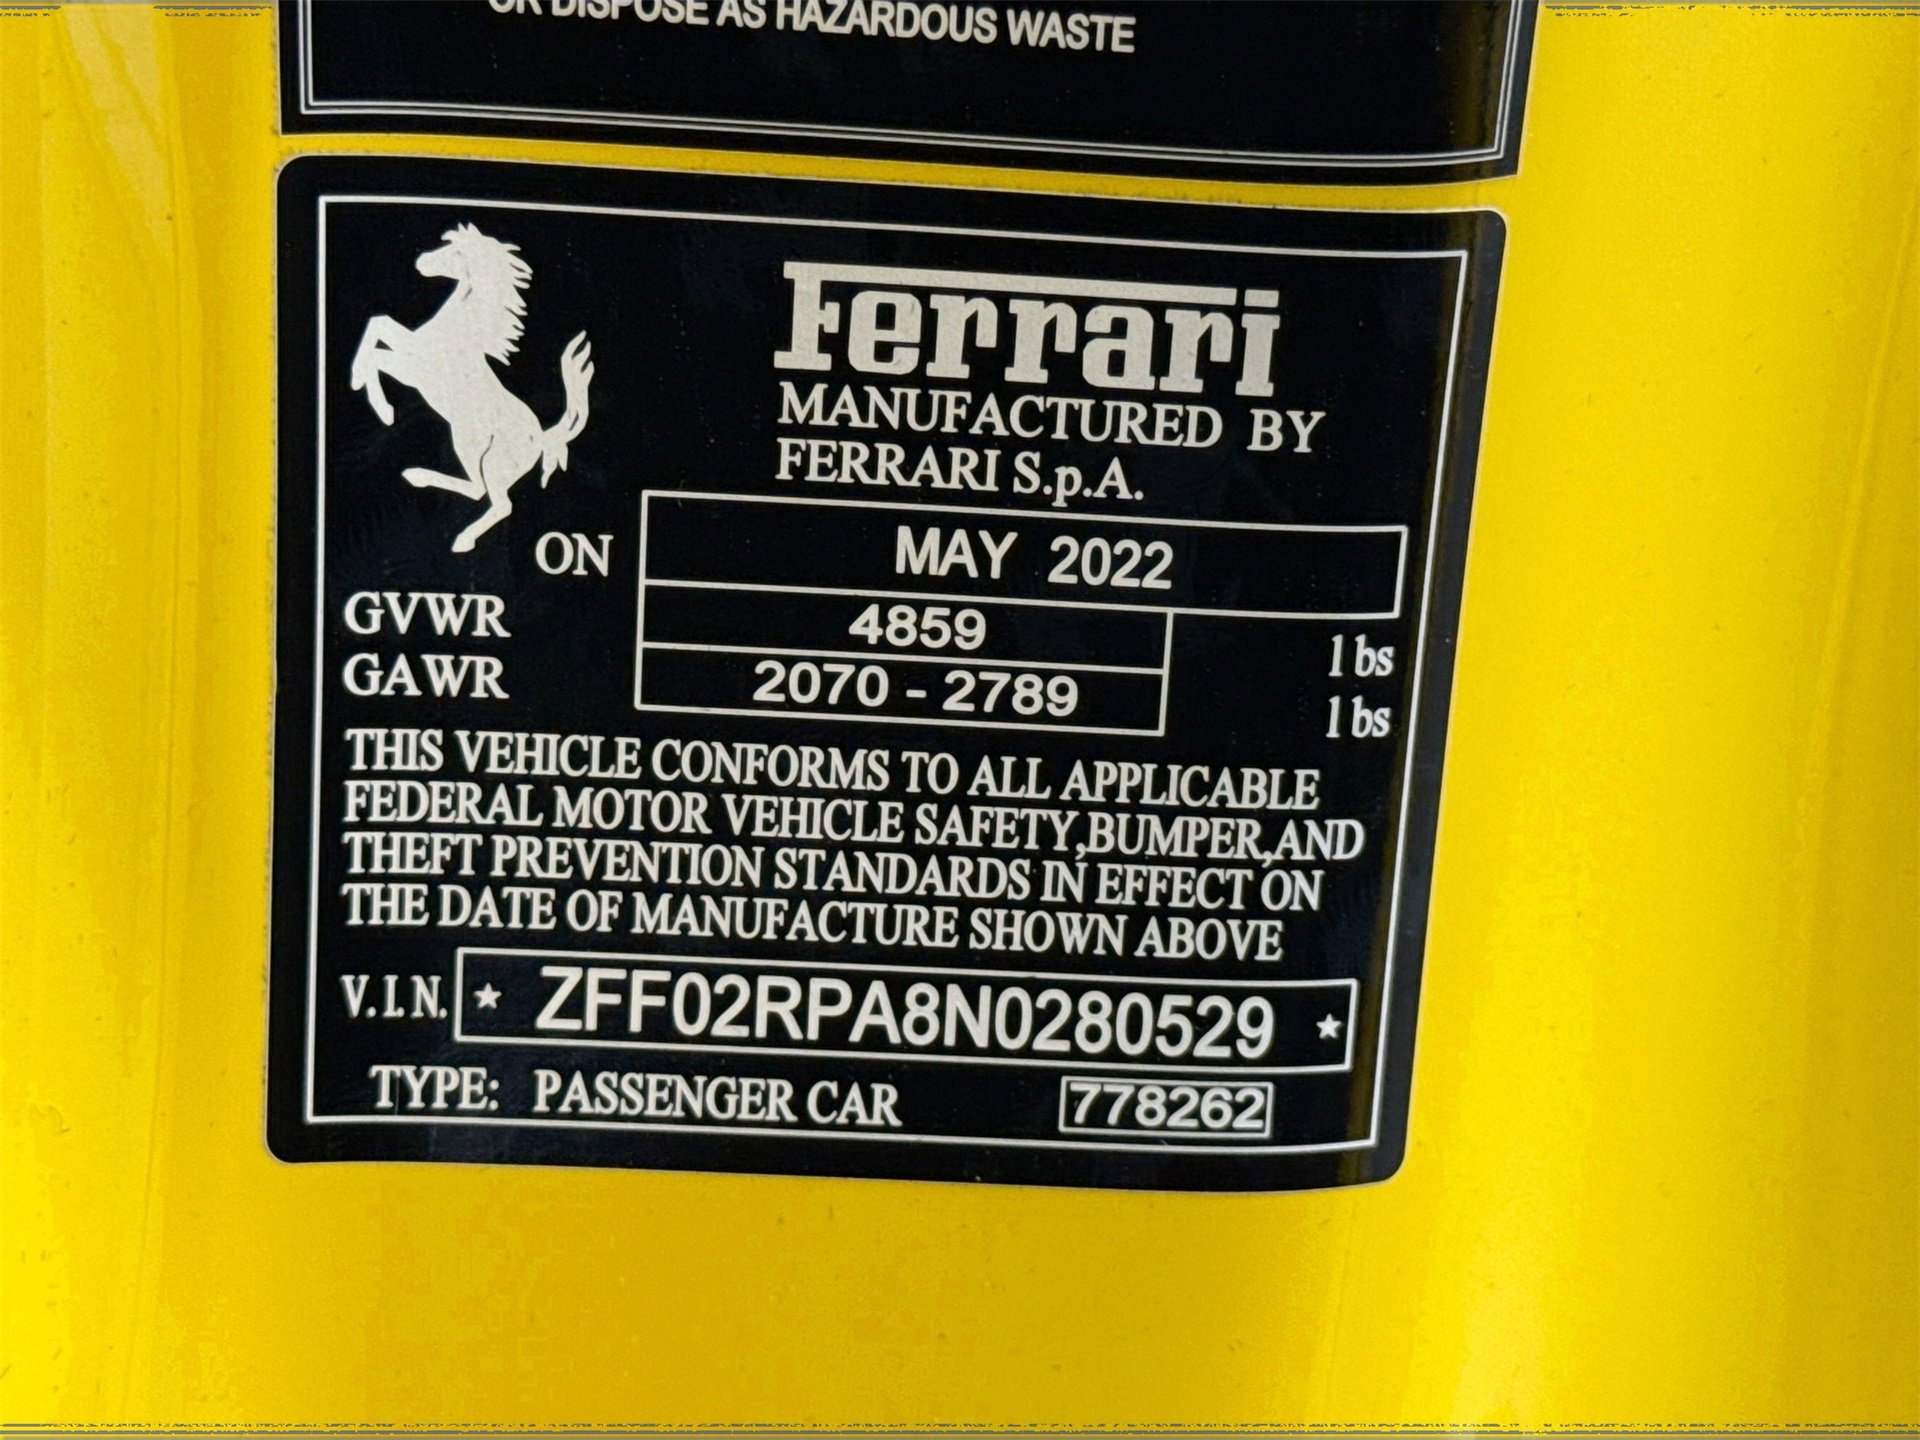 OR DISPOSE AS HAZARDOUS WASTE
Ferrari
MANUFACTURED BY
FERRARI S.p.A.
ON MAY 2022
GVWR 4859 lbs
GAWR 2070 - 2789 lbs
THIS VEHICLE CONFORMS TO ALL APPLICABLE
FEDERAL MOTOR VEHICLE SAFETY,BUMPER,AND
THEFT PREVENTION STANDARDS IN EFFECT ON
THE DATE OF MANUFACTURE SHOWN ABOVE
V.I.N. ★ ZFF02RPA8N0280529 ★
TYPE: PASSENGER CAR 778262